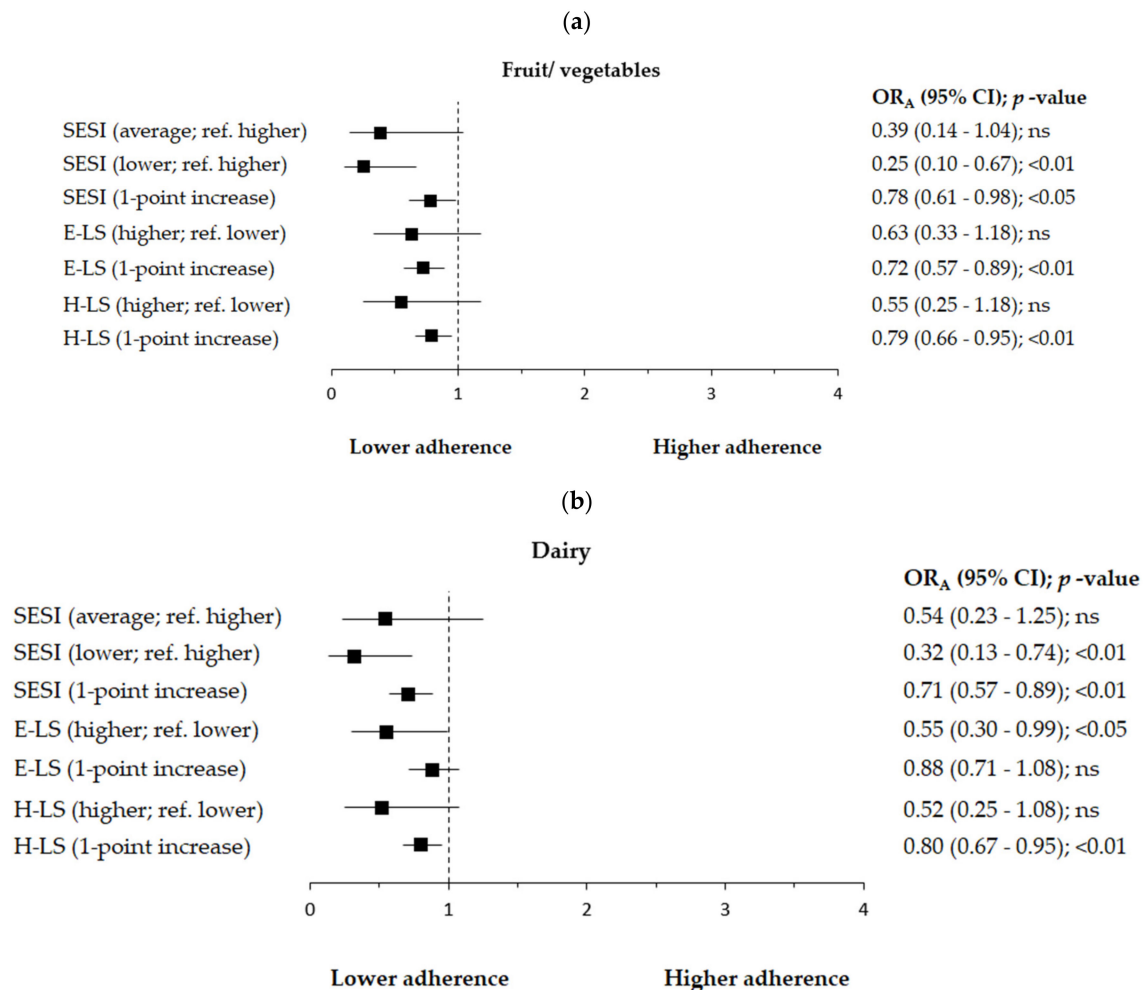 (a)
Fruit/ vegetables
ORA (95% CI); p -value
SESI (average; ref. higher) 0.39 (0.14 - 1.04); ns
SESI (lower; ref. higher) 0.25 (0.10 - 0.67); <0.01
SESI (1-point increase) 0.78 (0.61 - 0.98); <0.05
E-LS (higher; ref. lower) 0.63 (0.33 - 1.18); ns
E-LS (1-point increase) 0.72 (0.57 - 0.89); <0.01
H-LS (higher; ref. lower) 0.55 (0.25 - 1.18); ns
H-LS (1-point increase) 0.79 (0.66 - 0.95); <0.01
0 1 2 3 4
Lower adherence Higher adherence
(b)
Dairy
ORA (95% CI); p -value
SESI (average; ref. higher) 0.54 (0.23 - 1.25); ns
SESI (lower; ref. higher) 0.32 (0.13 - 0.74); <0.01
SESI (1-point increase) 0.71 (0.57 - 0.89); <0.01
E-LS (higher; ref. lower) 0.55 (0.30 - 0.99); <0.05
E-LS (1-point increase) 0.88 (0.71 - 1.08); ns
H-LS (higher; ref. lower) 0.52 (0.25 - 1.08); ns
H-LS (1-point increase) 0.80 (0.67 - 0.95); <0.01
0 1 2 3 4
Lower adherence Higher adherence